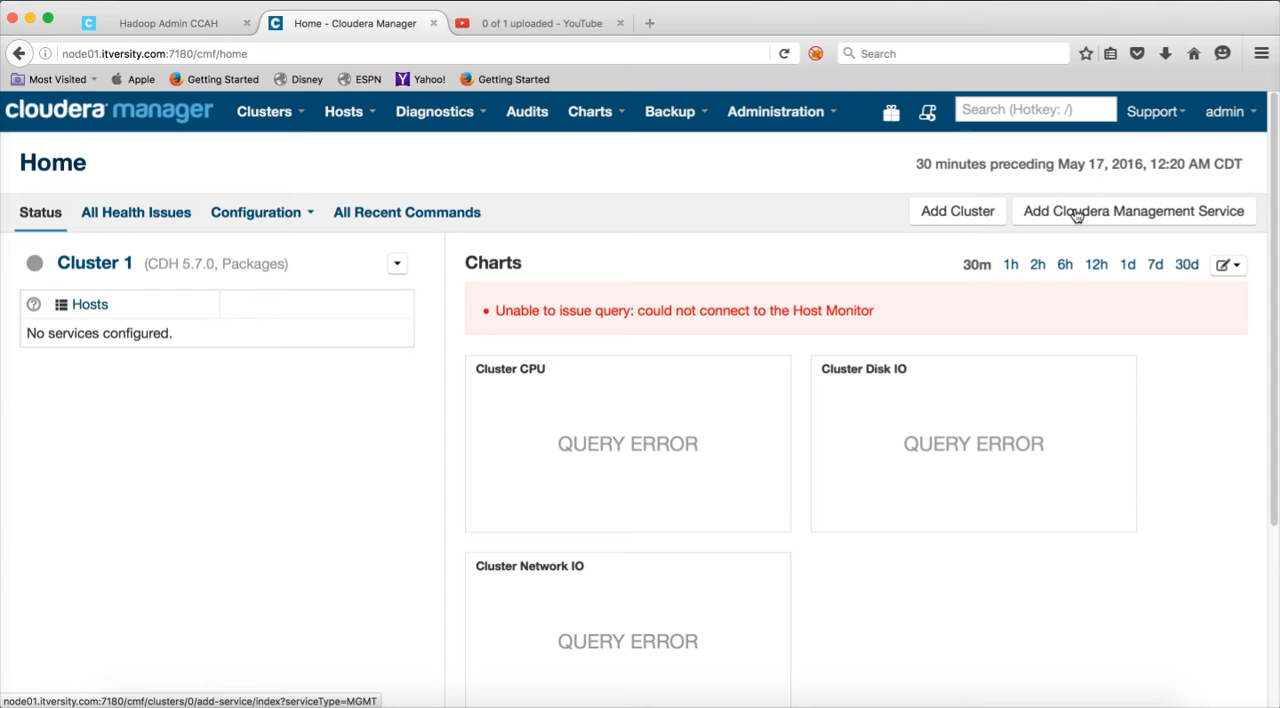 Hadoop Admin CCAH
Home - Cloudera Manager
0 of 1 uploaded - YouTube
node01.itversity.com:7180/cmf/home
Search
Most Visited
Apple
Getting Started
Disney
ESPN
Yahoo!
Getting Started
cloudera manager
Clusters
Hosts
Diagnostics
Audits
Charts
Backup
Administration
Search (Hotkey: /)
Support
admin
Home
30 minutes preceding May 17, 2016, 12:20 AM CDT
Status
All Health Issues
Configuration
All Recent Commands
Add Cluster
Add Cloudera Management Service
Cluster 1 (CDH 5.7.0, Packages)
Hosts
No services configured.
Charts
30m 1h 2h 6h 12h 1d 7d 30d
Unable to issue query: could not connect to the Host Monitor
Cluster CPU
QUERY ERROR
Cluster Disk IO
QUERY ERROR
Cluster Network IO
QUERY ERROR
node01.itversity.com:7180/cmf/clusters/0/add-service/index?serviceType=MGMT